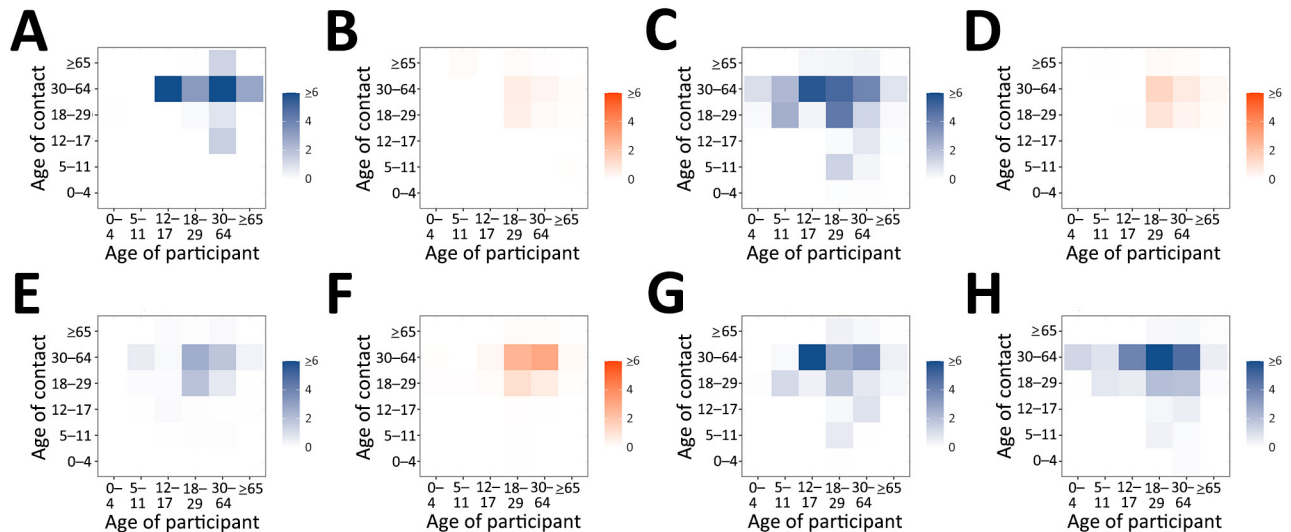 A
B
C
D
Age of contact
≥65
30–64
18–29
12–17
5–11
0–4
0– 5– 12– 18– 30– ≥65
4 11 17 29 64
Age of participant
≥6
4
2
0
Age of contact
≥65
30–64
18–29
12–17
5–11
0–4
0– 5– 12– 18– 30– ≥65
4 11 17 29 64
Age of participant
≥6
4
2
0
Age of contact
≥65
30–64
18–29
12–17
5–11
0–4
0– 5– 12– 18– 30– ≥65
4 11 17 29 64
Age of participant
≥6
4
2
0
Age of contact
≥65
30–64
18–29
12–17
5–11
0–4
0– 5– 12– 18– 30– ≥65
4 11 17 29 64
Age of participant
≥6
4
2
0
E
F
G
H
Age of contact
≥65
30–64
18–29
12–17
5–11
0–4
0– 5– 12– 18– 30– ≥65
4 11 17 29 64
Age of participant
≥6
4
2
0
Age of contact
≥65
30–64
18–29
12–17
5–11
0–4
0– 5– 12– 18– 30– ≥65
4 11 17 29 64
Age of participant
≥6
4
2
0
Age of contact
≥65
30–64
18–29
12–17
5–11
0–4
0– 5– 12– 18– 30– ≥65
4 11 17 29 64
Age of participant
≥6
4
2
0
Age of contact
≥65
30–64
18–29
12–17
5–11
0–4
0– 5– 12– 18– 30– ≥65
4 11 17 29 64
Age of participant
≥6
4
2
0